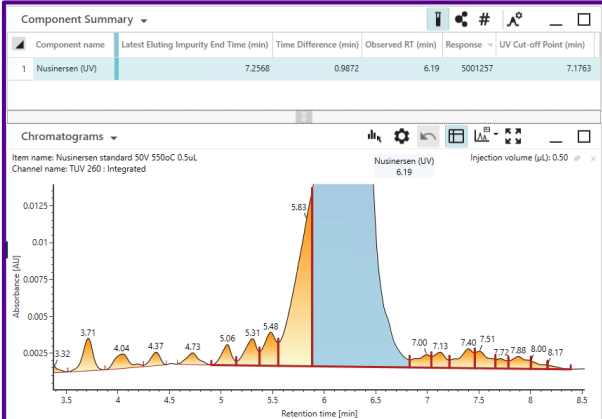 Component Summary
#
Component name Latest Eluting Impurity End Time (min) Time Difference (min) Observed RT (min) Response UV Cut-off Point (min)
1 Nusinersen (UV) 7.2568 0.9872 6.19 5001257 7.1763
Chromatograms
Item name: Nusinersen standard 50V 550oC 0.5uL
Channel name: TUV 260 : Integrated
Nusinersen (UV)
6.19
Injection volume (µL): 0.50
Absorbance [AU]
0.0125
0.01
0.0075
0.005
0.0025
3.32
3.71
4.04
4.37
4.73
5.06
5.31
5.48
5.83
7.00
7.13
7.40
7.51
7.72
7.88
8.00
8.17
3.5 4 4.5 5 5.5 6 6.5 7 7.5 8 8.5
Retention time [min]